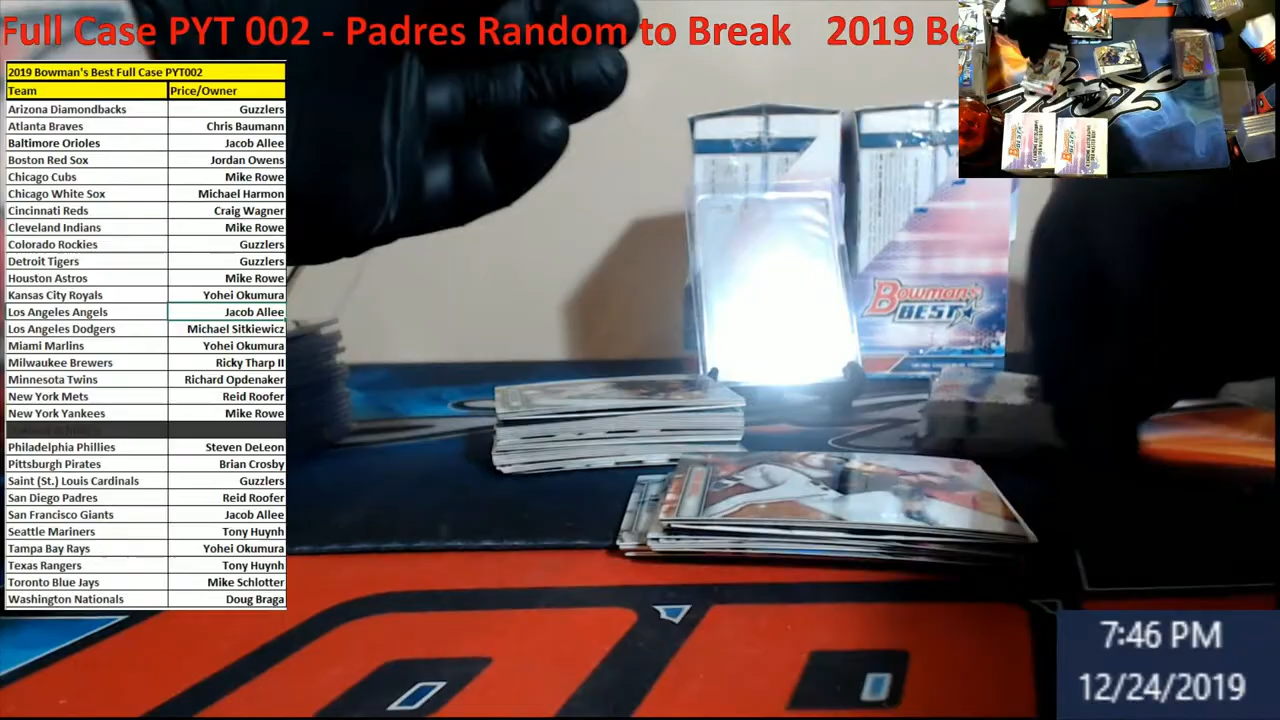 Full Case PYT 002 - Padres Random to Break 2019 Bo
2019 Bowman's Best Full Case PYT002
Team Price/Owner
Arizona Diamondbacks Guzzlers
Atlanta Braves Chris Baumann
Baltimore Orioles Jacob Allee
Boston Red Sox Jordan Owens
Chicago Cubs Mike Rowe
Chicago White Sox Michael Harmon
Cincinnati Reds Craig Wagner
Cleveland Indians Mike Rowe
Colorado Rockies Guzzlers
Detroit Tigers Guzzlers
Houston Astros Mike Rowe
Kansas City Royals Yohei Okumura
Los Angeles Angels Jacob Allee
Los Angeles Dodgers Michael Sitkiewicz
Miami Marlins Yohei Okumura
Milwaukee Brewers Ricky Tharp II
Minnesota Twins Richard Opdenaker
New York Mets Reid Roofer
New York Yankees Mike Rowe
Philadelphia Phillies Steven DeLeon
Pittsburgh Pirates Brian Crosby
Saint (St.) Louis Cardinals Guzzlers
San Diego Padres Reid Roofer
San Francisco Giants Jacob Allee
Seattle Mariners Tony Huynh
Tampa Bay Rays Yohei Okumura
Texas Rangers Tony Huynh
Toronto Blue Jays Mike Schlotter
Washington Nationals Doug Braga
Bowman's
BEST
Bowman's
BEST
Bowman's
BEST
7:46 PM
12/24/2019